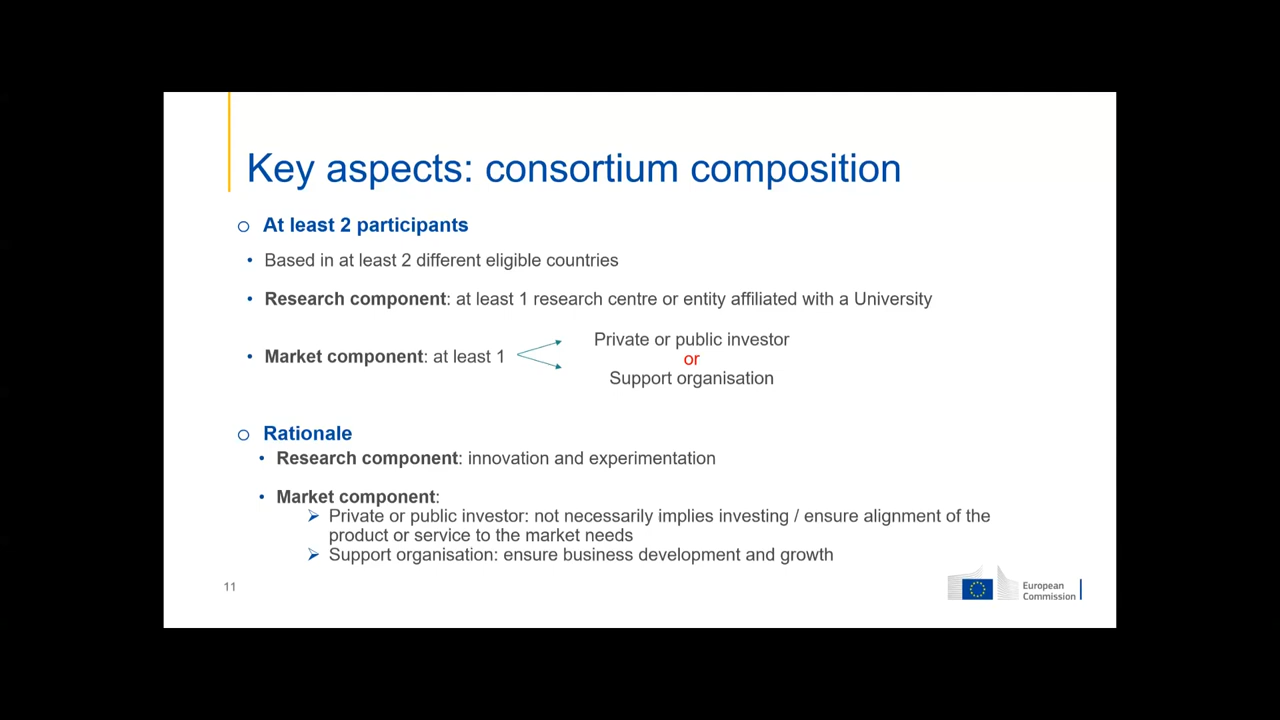 Key aspects: consortium composition
At least 2 participants
Based in at least 2 different eligible countries
Research component: at least 1 research centre or entity affiliated with a University
Market component: at least 1
Private or public investor
or
Support organisation
Rationale
Research component: innovation and experimentation
Market component:
Private or public investor: not necessarily implies investing / ensure alignment of the
product or service to the market needs
Support organisation: ensure business development and growth
11
European
Commission